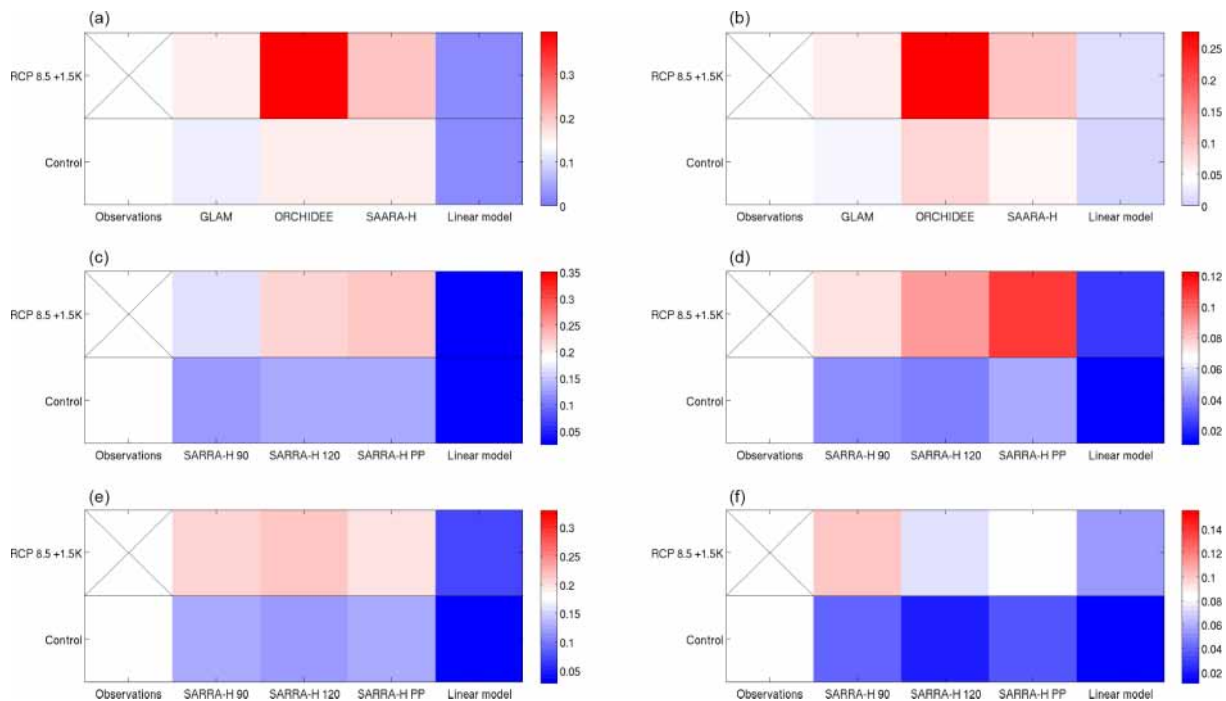 (a)
RCP 8.5 +1.5K
Control
Observations GLAM ORCHIDEE SAARA-H Linear model
0.3
0.2
0.1
0
(b)
RCP 8.5 +1.5K
Control
Observations GLAM ORCHIDEE SAARA-H Linear model
0.25
0.2
0.15
0.1
0.05
0
(c)
RCP 8.5 +1.5K
Control
Observations SARRA-H 90 SARRA-H 120 SARRA-H PP Linear model
0.35
0.3
0.25
0.2
0.15
0.1
0.05
(d)
RCP 8.5 +1.5K
Control
Observations SARRA-H 90 SARRA-H 120 SARRA-H PP Linear model
0.12
0.1
0.08
0.06
0.04
0.02
(e)
RCP 8.5 +1.5K
Control
Observations SARRA-H 90 SARRA-H 120 SARRA-H PP Linear model
0.3
0.25
0.2
0.15
0.1
0.05
(f)
RCP 8.5 +1.5K
Control
Observations SARRA-H 90 SARRA-H 120 SARRA-H PP Linear model
0.14
0.12
0.1
0.08
0.06
0.04
0.02